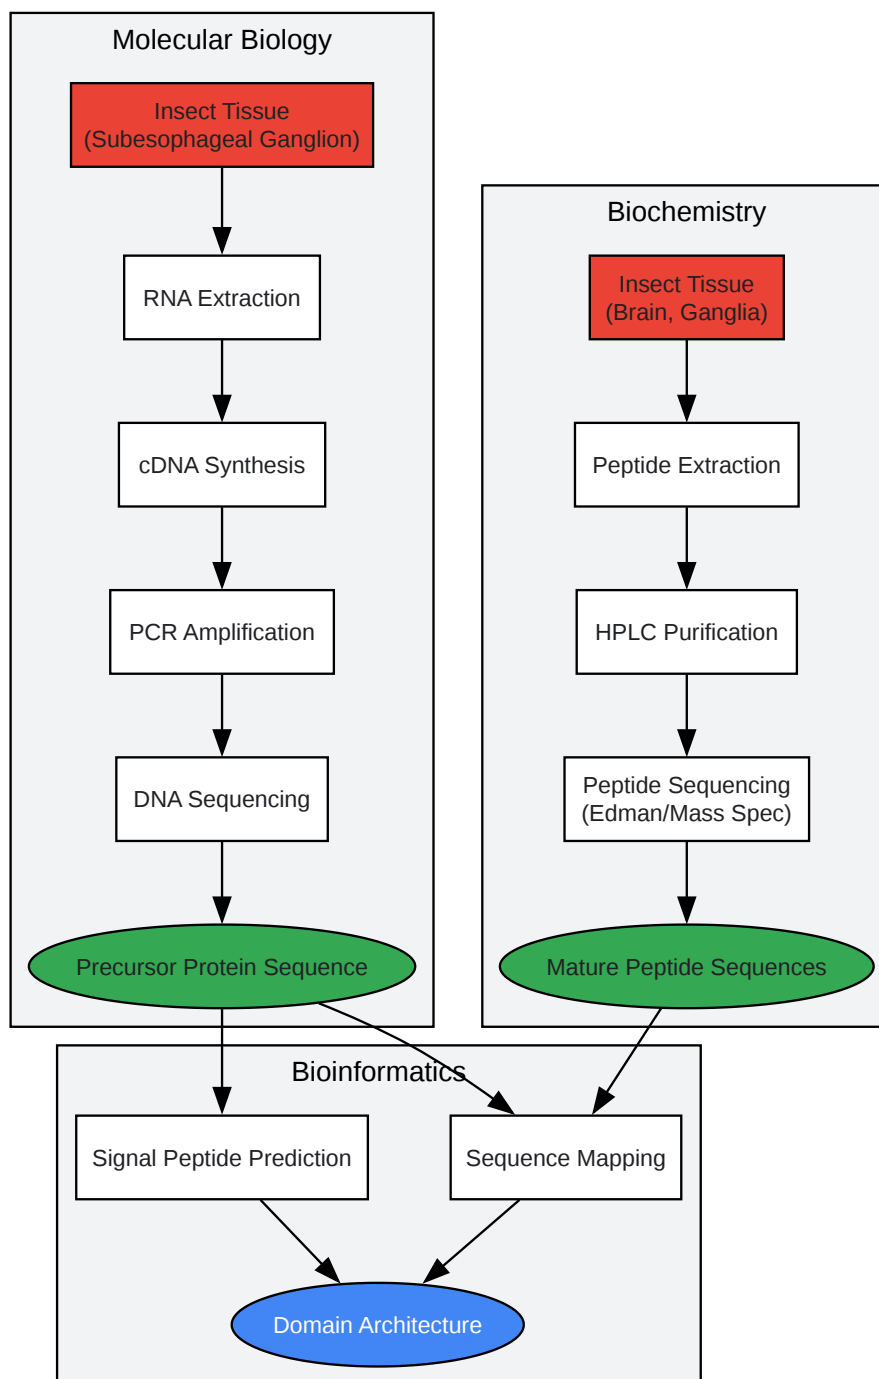 Molecular Biology
Insect Tissue
(Subesophageal Ganglion)
RNA Extraction
cDNA Synthesis
PCR Amplification
DNA Sequencing
Precursor Protein Sequence
Biochemistry
Insect Tissue
(Brain, Ganglia)
Peptide Extraction
HPLC Purification
Peptide Sequencing
(Edman/Mass Spec)
Mature Peptide Sequences
Bioinformatics
Signal Peptide Prediction
Sequence Mapping
Domain Architecture